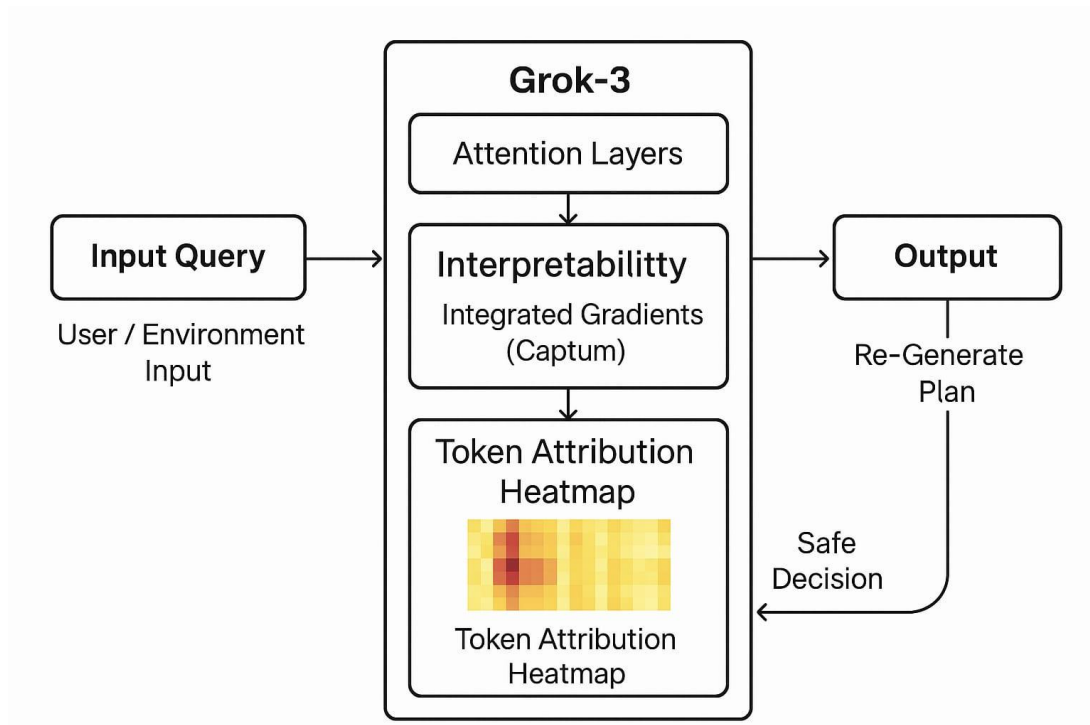 Grok-3
Attention Layers
Input Query
User / Environment
Input
Interpretabilitty
Integrated Gradients
(Captum)
Token Attribution
Heatmap
Token Attribution
Heatmap
Output
Re-Generate
Plan
Safe
Decision